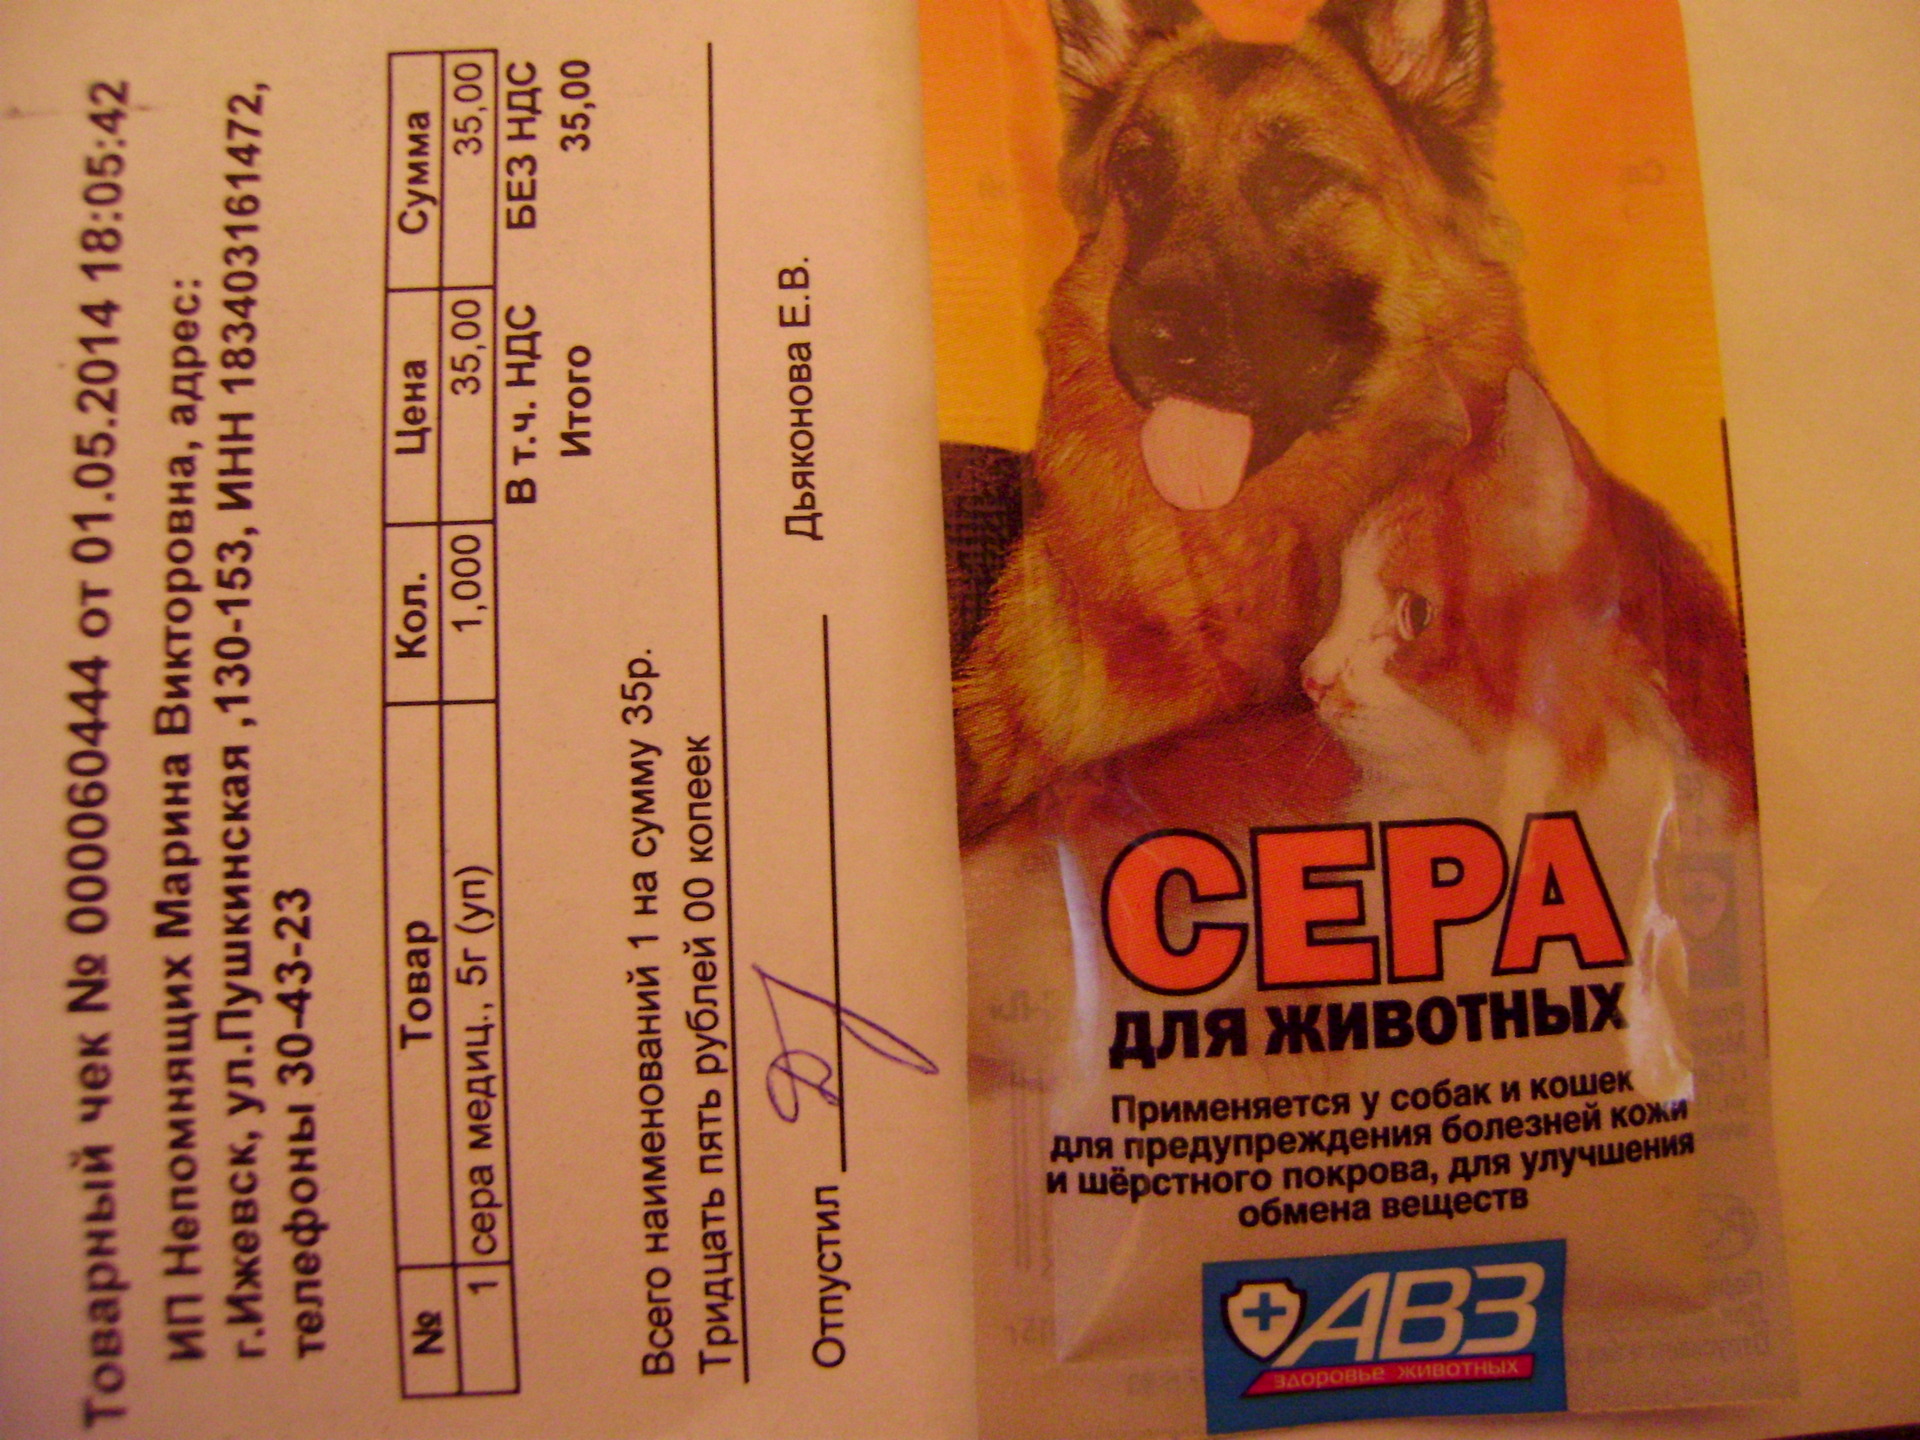 Товарный чек № 0000060444 от 01.05.2014 18:05:42
ИП Непомнящих Марина Викторовна, адрес:
г.Ижевск, ул.Пушкинская ,130-153, ИНН 183403161472,
телефоны 30-43-23
№ Товар Кол. Цена Сумма
1 сера медиц., 5г (уп) 1,000 35,00 35,00
В т.ч. НДС БЕЗ НДС
Итого 35,00
Всего наименований 1 на сумму 35р.
Тридцать пять рублей 00 копеек
Отпустил Дьяконова Е.В.
СЕРА
ДЛЯ ЖИВОТНЫХ
Применяется у собак и кошек
для предупреждения болезней кожи
и шёрстного покрова, для улучшения
обмена веществ
АВЗ
здоровье животных